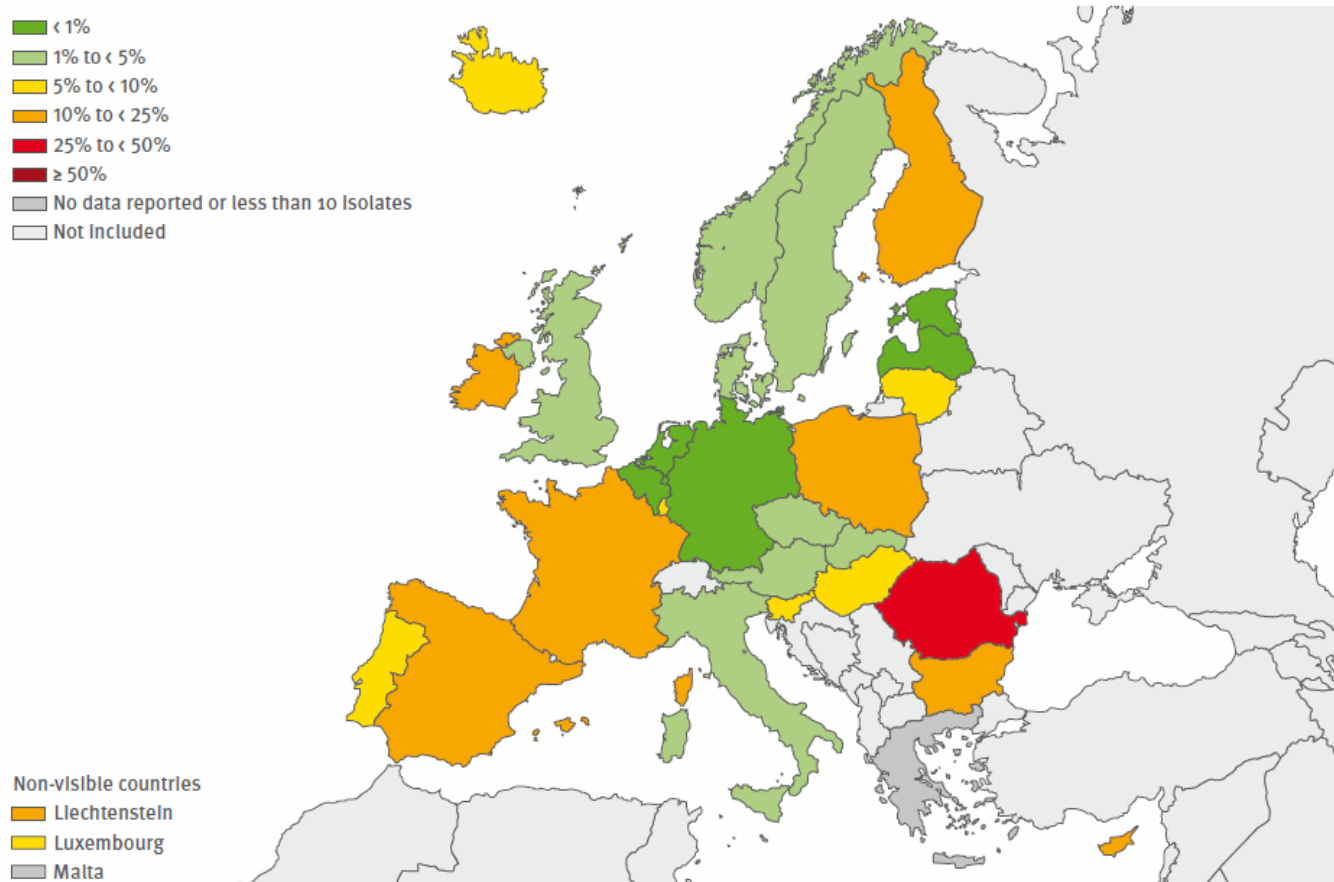 < 1%
1% to < 5%
5% to < 10%
10% to < 25%
25% to < 50%
≥ 50%
No data reported or less than 10 Isolates
Not Included
Non-visible countries
Liechtenstein
Luxembourg
Malta